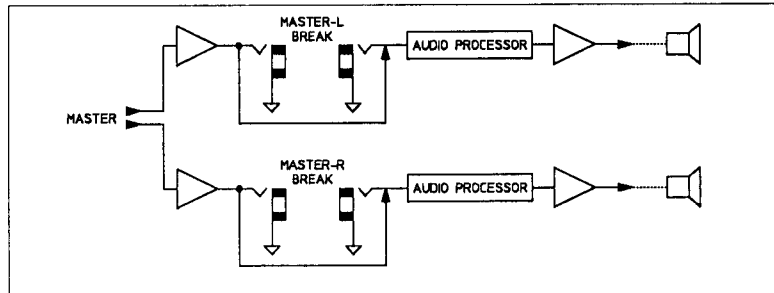 MASTER-L
BREAK
AUDIO PROCESSOR
MASTER
MASTER-R
BREAK
AUDIO PROCESSOR